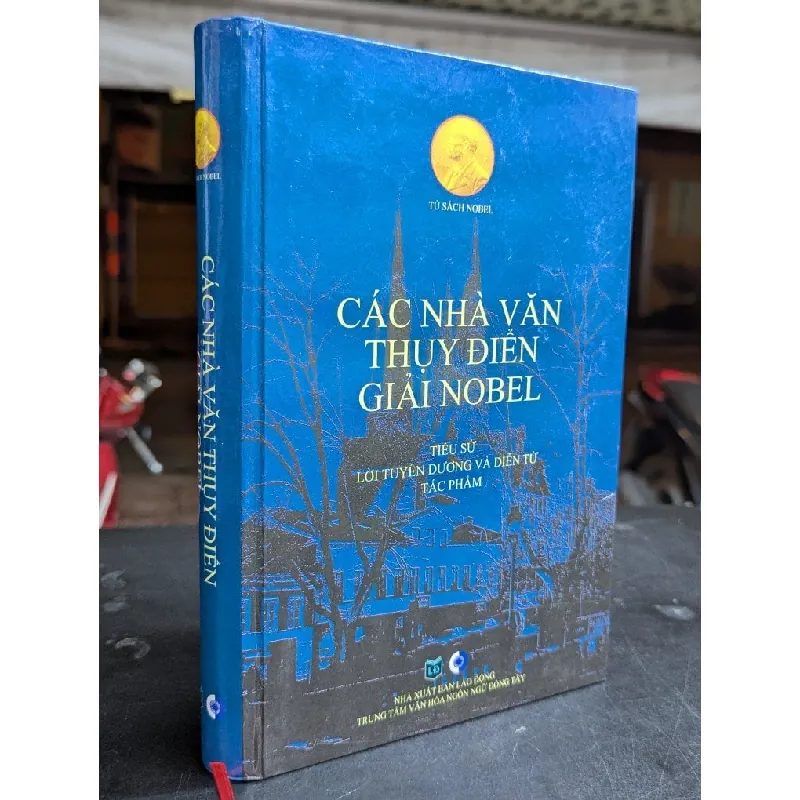 TỦ SÁCH NOBEL
CÁC NHÀ VĂN
THỤY ĐIỂN
GIẢI NOBEL
TIỂU SỬ
LỜI TUYÊN DƯƠNG VÀ DIỄN TỪ
TÁC PHẨM
NHÀ XUẤT BẢN LAO ĐỘNG
TRUNG TÂM VĂN HÓA NGÔN NGỮ ĐÔNG TÂY
NOBEL
CÁC NHÀ VĂN THỤY ĐIỂN